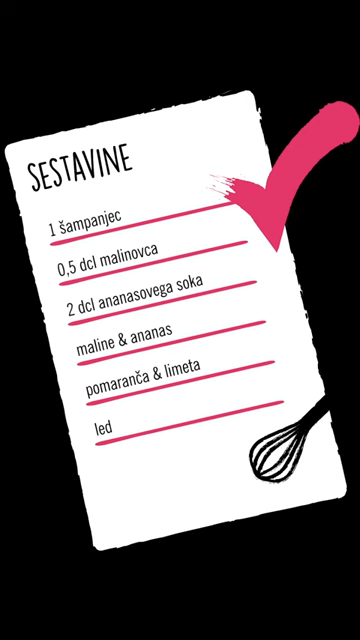 SESTAVINE
1 šampanjec
0,5 dcl malinovca
2 dcl ananasovega soka
maline & ananas
pomaranča & limeta
led